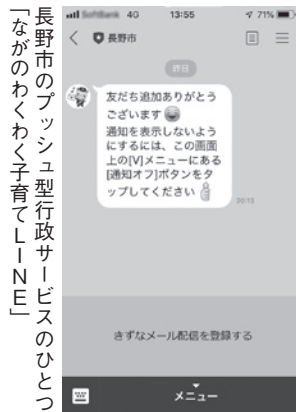 長野市のプッシュ型行政サービスのひとつ
「ながのわくわく子育てLINE」
SoftBank 4G
13:55
71%
長野市
昨日
友だち追加ありがとう
ございます
通知を表示しないよう
にするには、この画面
上の[V]メニューにある
[通知オフ]ボタンをタ
ップしてください
20:13
きずなメール配信を登録する
メニュー